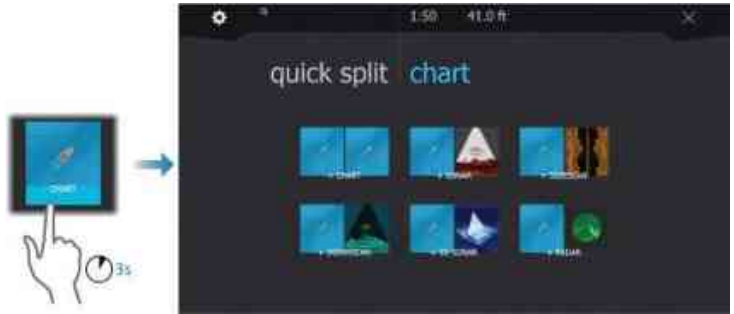 1:50 41.0 ft
quick split chart
+ CHART
+ SONAR
+ SIDESCAN
CHART
3s
+ DOWNSCAN
+ 3D SONAR
+ RADAR